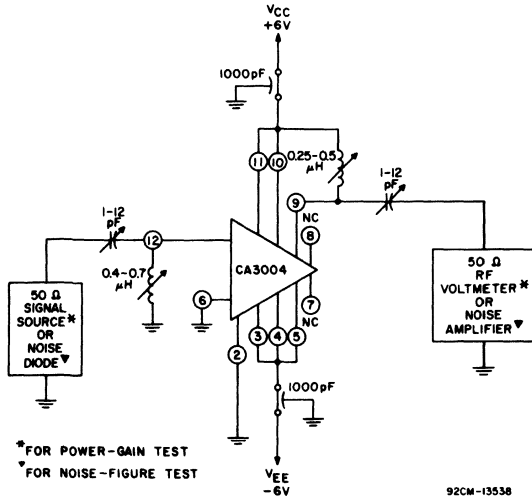 VCC
+6V
1000pF
11
10
0.25-0.5
μH
1-12
pF
9
NC
8
1-12
pF
12
CA3004
0.4-0.7
μH
6
7
NC
50 Ω
SIGNAL
SOURCE*
OR
NOISE
DIODE▼
50 Ω
RF
VOLTMETER*
OR
NOISE
AMPLIFIER▼
2
3
4
5
1000pF
*FOR POWER-GAIN TEST
▼FOR NOISE-FIGURE TEST
VEE
-6V
92CM-13538